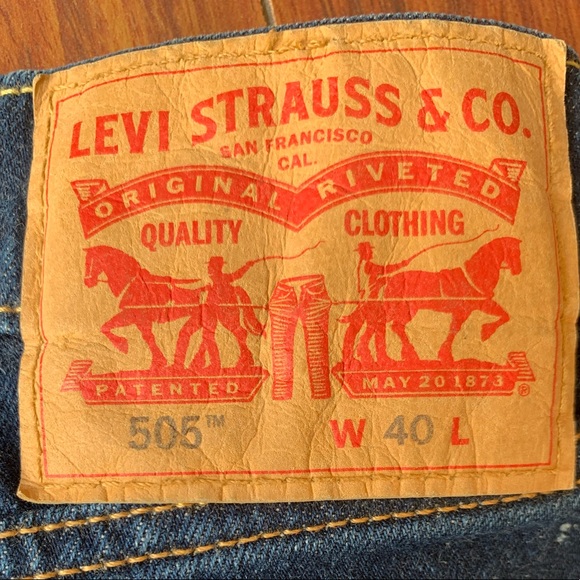 LEVI STRAUSS & CO.
SAN FRANCISCO
CAL.
ORIGINAL RIVETED
QUALITY CLOTHING
PATENTED MAY 20 1873 ®
505™ W 40 L